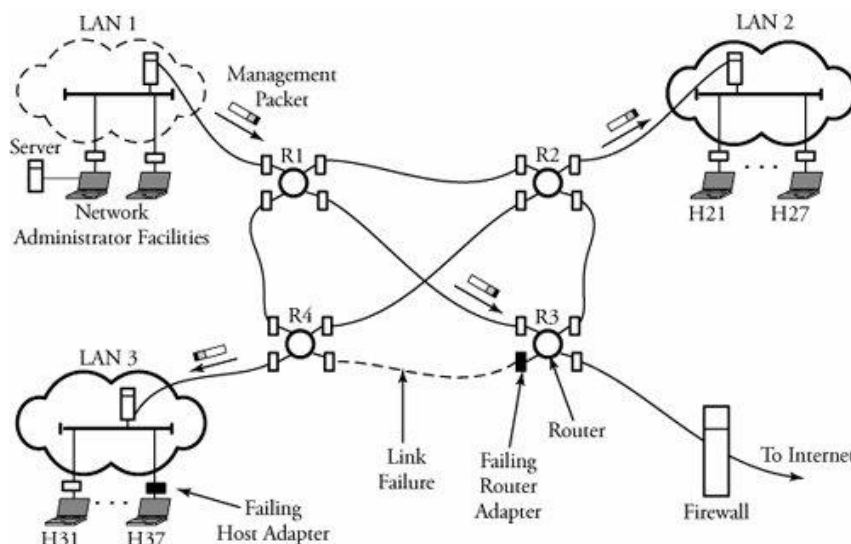 LAN 1
LAN 2
Management
Packet
Server
R1
R2
Network
Administrator Facilities
H21
H27
R4
R3
LAN 3
Link
Failure
Failing
Router
Adapter
Router
To Internet
Failing
Host Adapter
Firewall
H31
H37